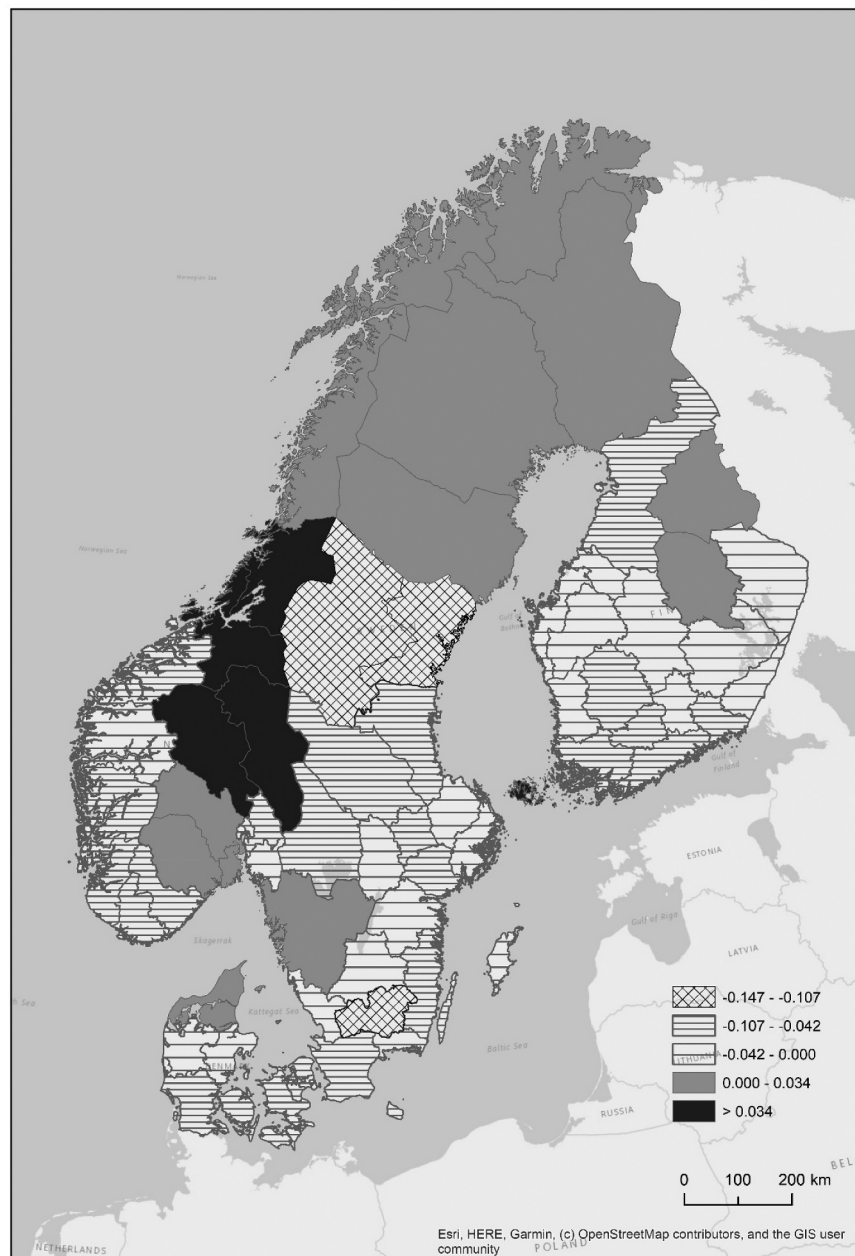 Norwegian Sea
Norwegian Sea
Gulf of
Bothnia
FIN
Gulf of
Finland
ESTONIA
Skagerrak
Gulf of Riga
LATVIA
Kattegat Sea
Baltic Sea
-0.147 - -0.107
-0.107 - -0.042
-0.042 - 0.000
0.000 - 0.034
> 0.034
LITHUANIA
RUSSIA
BEL
0 100 200 km
Esri, HERE, Garmin, (c) OpenStreetMap contributors, and the GIS user
community
NETHERLANDS
POLAND